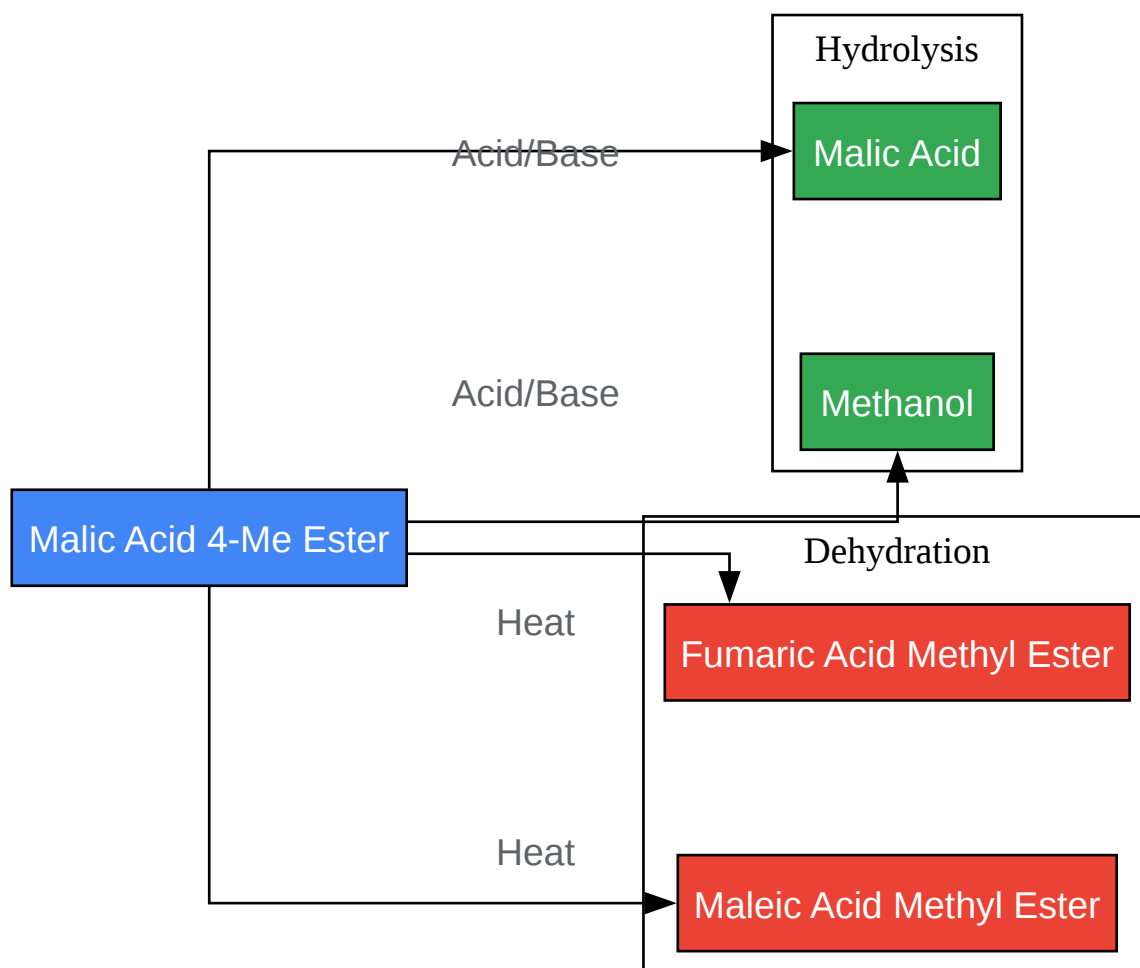 Hydrolysis
Acid/Base
Malic Acid
Acid/Base
Methanol
Malic Acid 4-Me Ester
Dehydration
Heat
Fumaric Acid Methyl Ester
Heat
Maleic Acid Methyl Ester